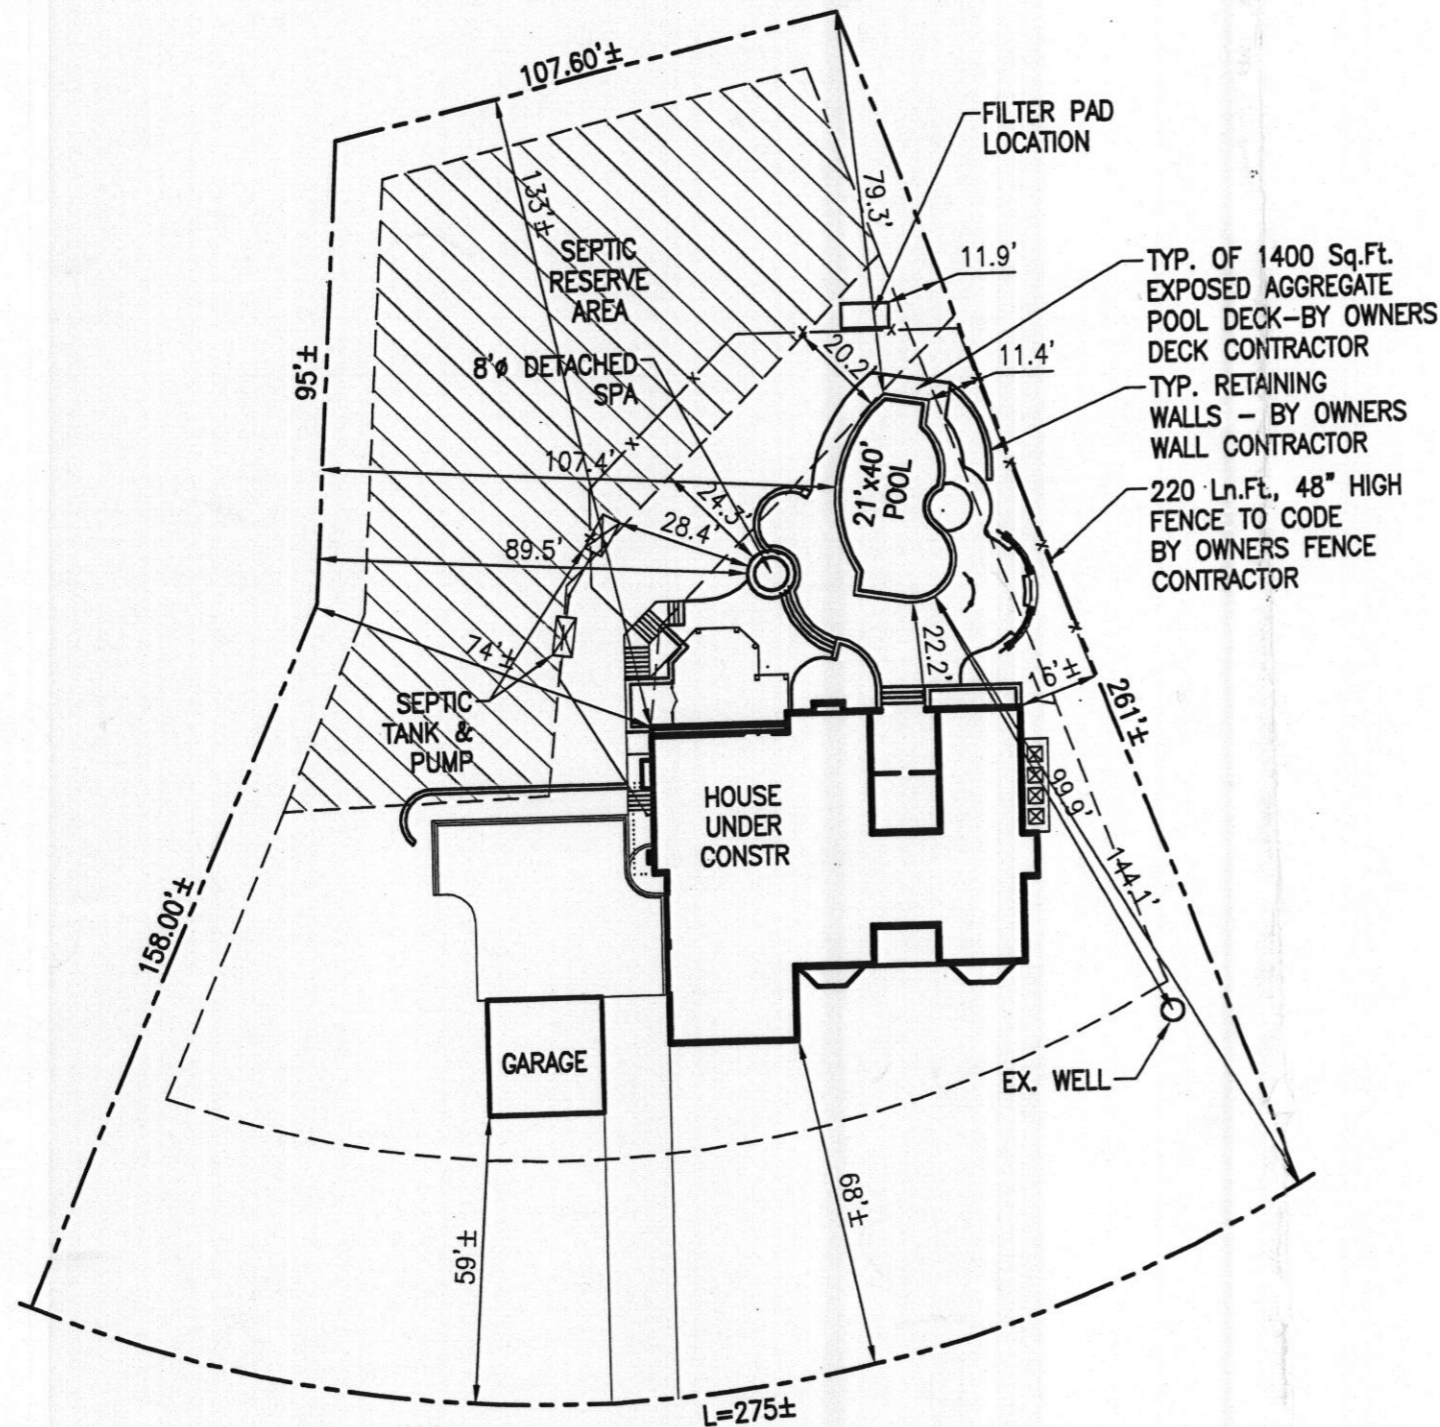 107.60'±
FILTER PAD
LOCATION
133'±
79.3'
SEPTIC
RESERVE
AREA
11.9'
TYP. OF 1400 Sq.Ft.
EXPOSED AGGREGATE
POOL DECK-BY OWNERS
DECK CONTRACTOR
95'±
8'ø DETACHED
SPA
20.2'
11.4'
TYP. RETAINING
WALLS - BY OWNERS
WALL CONTRACTOR
107.4'
21'x40'
POOL
220 Ln.Ft., 48" HIGH
FENCE TO CODE
BY OWNERS FENCE
CONTRACTOR
24.3'
28.4'
89.5'
74'±
22.2'
16'±
261'±
SEPTIC
TANK &
PUMP
HOUSE
UNDER
CONSTR
99.9'
144.1'
158.00'±
GARAGE
EX. WELL
68'±
59'±
L=275±